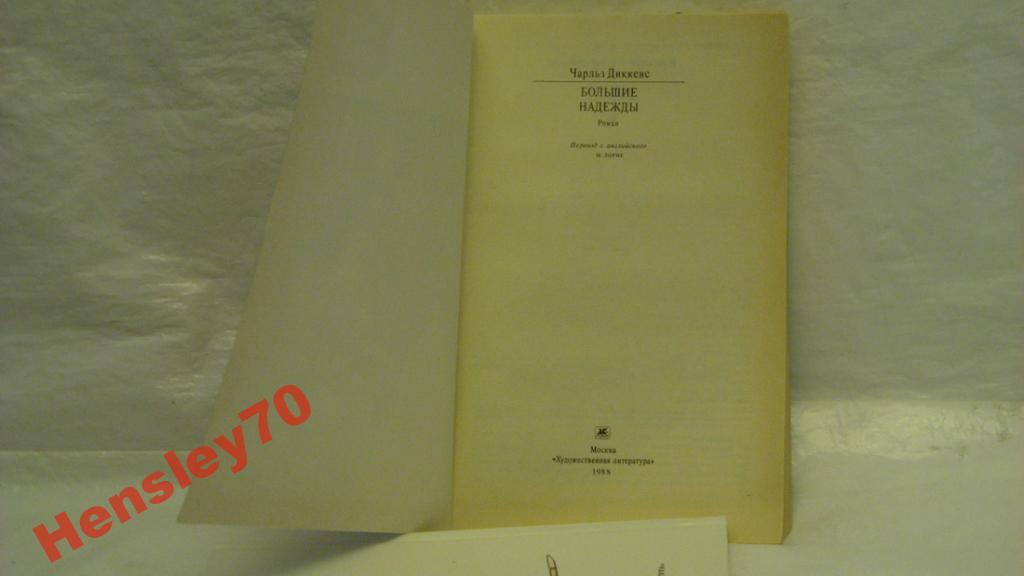 Чарльз Диккенс
БОЛЬШИЕ
НАДЕЖДЫ
Роман
Перевод с английского
М. ЛОРИЕ
Москва
«Художественная литература»
1988
Hensley70